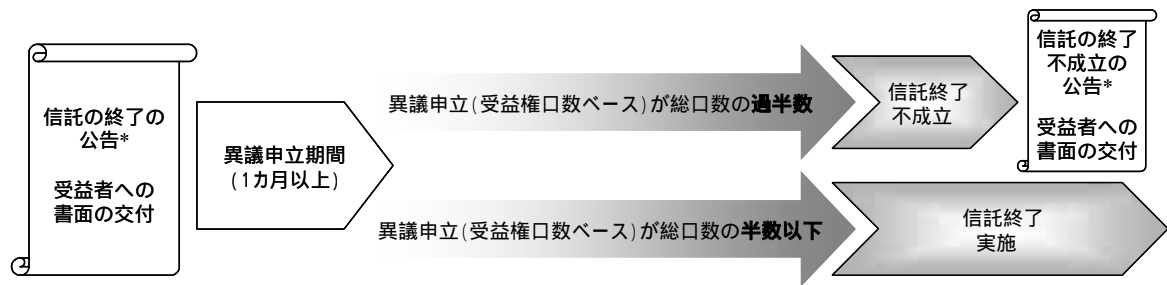 信託の終了の
公告*
受益者への
書面の交付
異議申立期間
(1カ月以上)
異議申立(受益権口数ベース)が総口数の過半数
信託終了
不成立
信託の終了
不成立の
公告*
受益者への
書面の交付
異議申立(受益権口数ベース)が総口数の半数以下
信託終了
実施